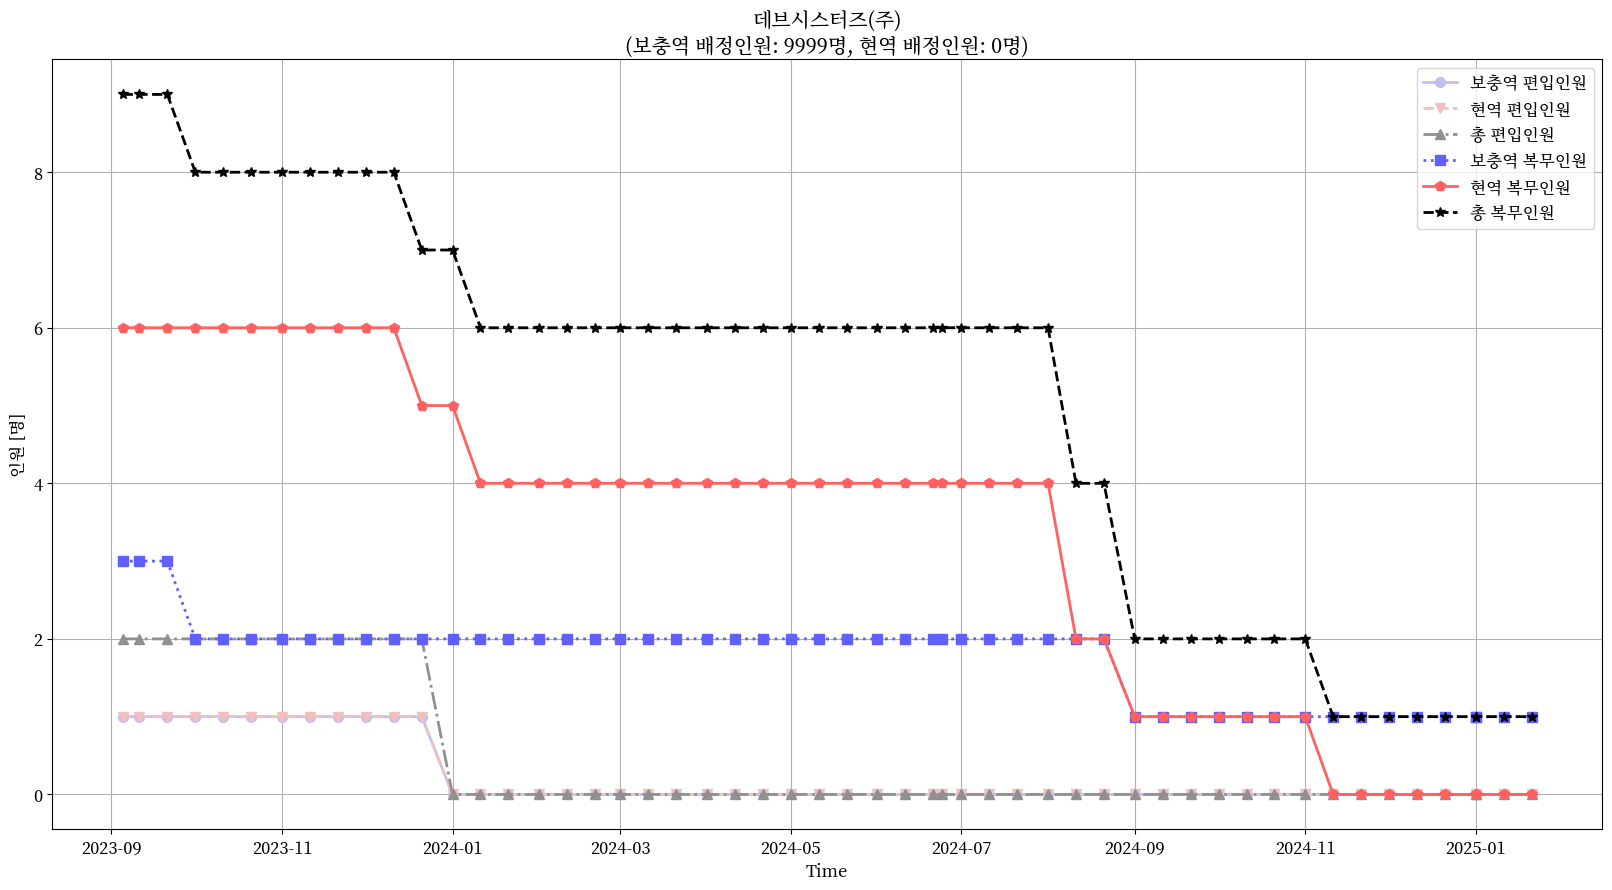 데브시스터즈(주)
(보충역 배정인원: 9999명, 현역 배정인원: 0명)
보충역 편입인원
현역 편입인원
총 편입인원
보충역 복무인원
현역 복무인원
총 복무인원
인원 [명]
8
6
4
2
0
2023-09 2023-11 2024-01 2024-03 2024-05 2024-07 2024-09 2024-11 2025-01
Time